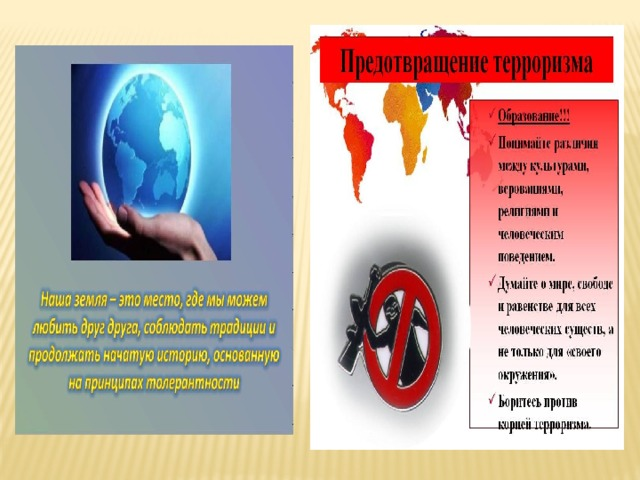 Наша земля – это место, где мы можем
любить друг друга, соблюдать традиции и
продолжать начатую историю, основанную
на принципах толерантности
Предотвращение терроризма
Образование!!!
Понимайте различия
между культурами,
верованиями,
религиями и
человеческим
поведением.
Думайте о мире, свободе
и равенстве для всех
человеческих существ, а
не только для «своего
окружения».
Боритесь против
корней терроризма.